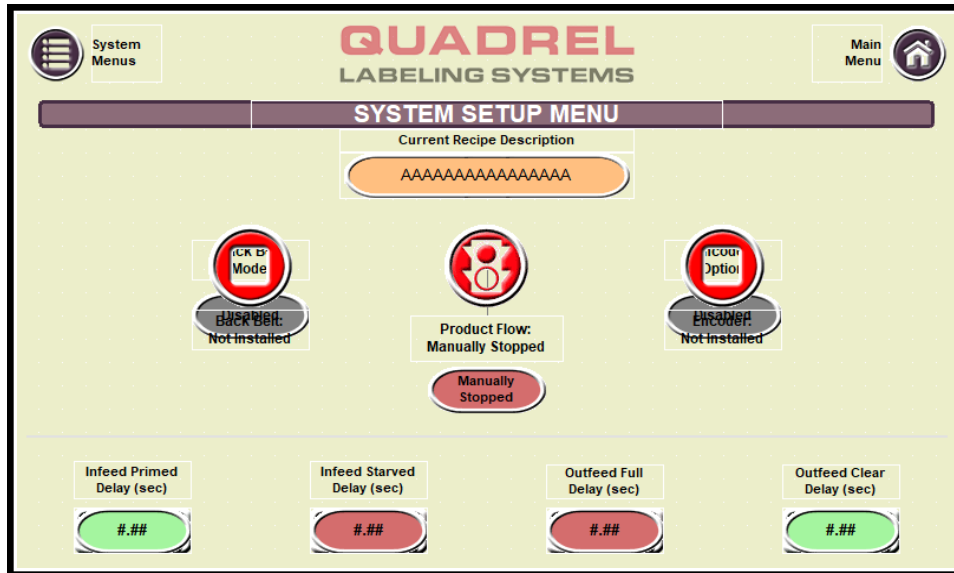 System
Menus
QUADREL
LABELING SYSTEMS
Main
Menu
SYSTEM SETUP MENU
Current Recipe Description
AAAAAAAAAAAAAAAA
Mode
Disabled
Back Belt:
Not Installed
Product Flow:
Manually Stopped
Manually
Stopped
Disabled
Encoder:
Not Installed
Infeed Primed
Delay (sec)
#.##
Infeed Starved
Delay (sec)
#.##
Outfeed Full
Delay (sec)
#.##
Outfeed Clear
Delay (sec)
#.##